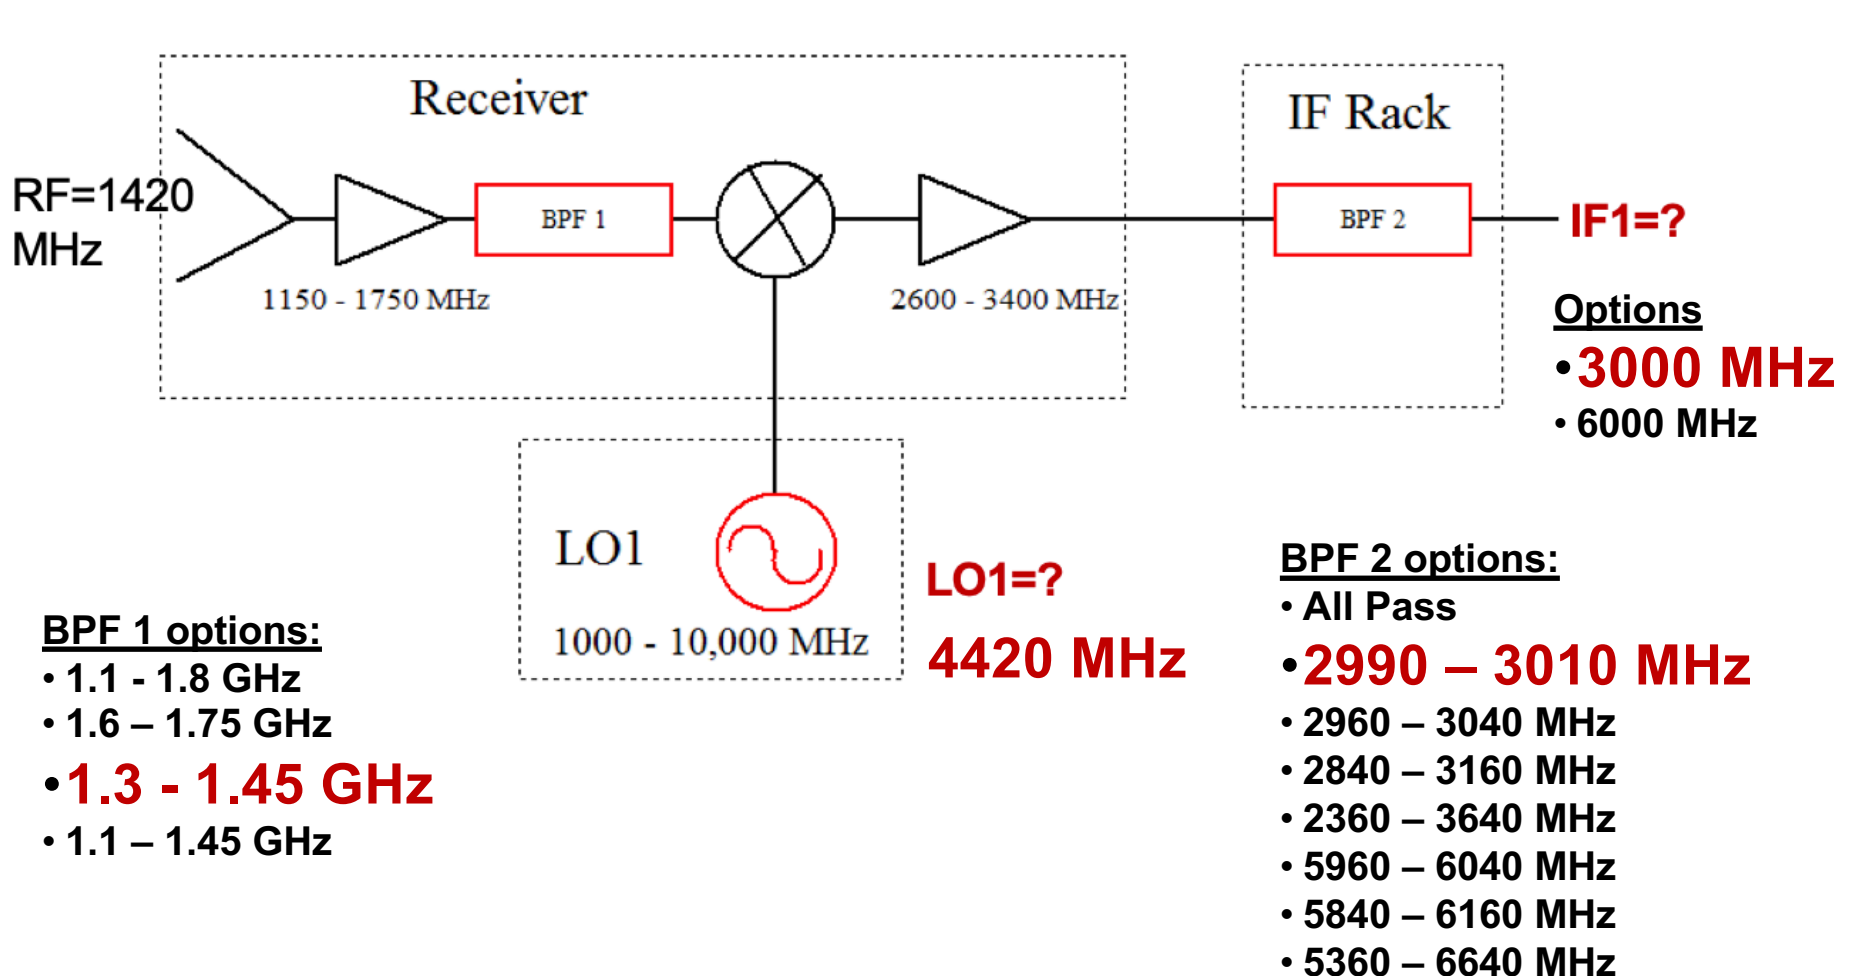 Receiver
IF Rack
RF=1420
MHz
BPF 1
BPF 2
IF1=?
1150 - 1750 MHz
2600 - 3400 MHz
Options
•3000 MHz
• 6000 MHz
LO1
1000 - 10,000 MHz
LO1=?
4420 MHz
BPF 1 options:
• 1.1 - 1.8 GHz
• 1.6 – 1.75 GHz
•1.3 - 1.45 GHz
• 1.1 – 1.45 GHz
BPF 2 options:
• All Pass
•2990 – 3010 MHz
• 2960 – 3040 MHz
• 2840 – 3160 MHz
• 2360 – 3640 MHz
• 5960 – 6040 MHz
• 5840 – 6160 MHz
• 5360 – 6640 MHz